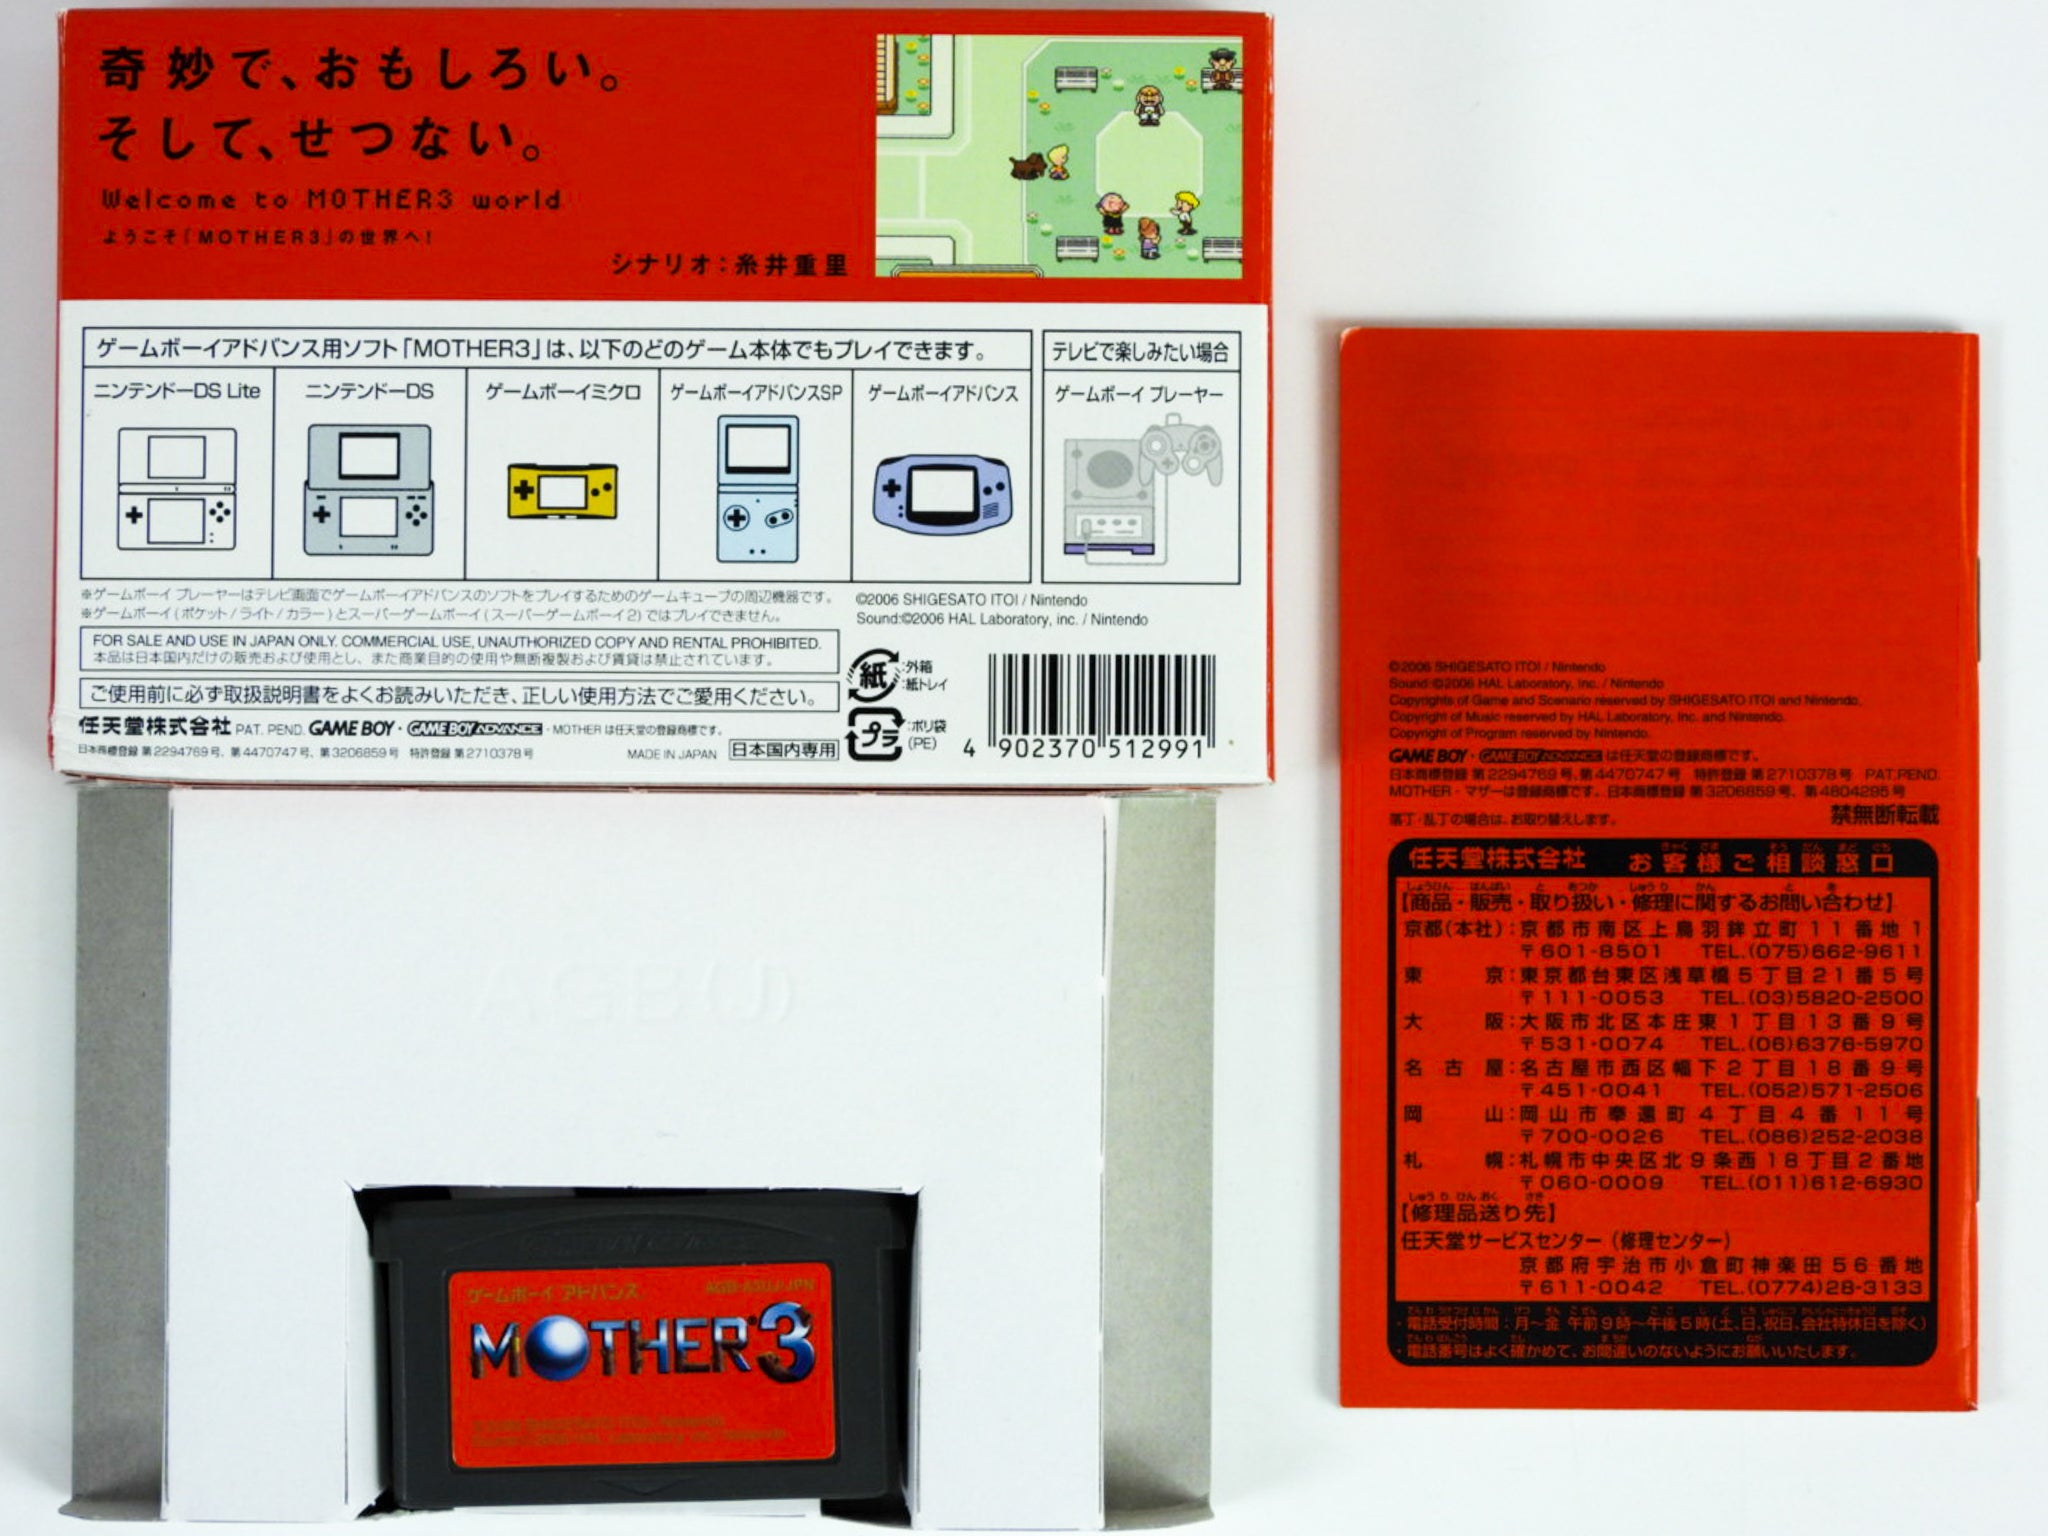 奇妙で、おもしろい。
そして、せつない。
Welcome to MOTHER3 world
ようこそ「MOTHER3」の世界へ!
シナリオ:糸井重里
ゲームボーイアドバンス用ソフト「MOTHER3」は、以下のどのゲーム本体でもプレイできます。
テレビで楽しみたい場合
ニンテンドーDS Lite
ニンテンドーDS
ゲームボーイミクロ
ゲームボーイアドバンスSP
ゲームボーイアドバンス
ゲームボーイ プレーヤー
※ゲームボーイ プレーヤーはテレビ画面でゲームボーイアドバンスのソフトをプレイするためのゲームキューブの周辺機器です。
※ゲームボーイ(ポケット/ライト/カラー)とスーパーゲームボーイ(スーパーゲームボーイ2)ではプレイできません。
©2006 SHIGESATO ITOI / Nintendo
Sound:©2006 HAL Laboratory, inc. / Nintendo
FOR SALE AND USE IN JAPAN ONLY. COMMERCIAL USE, UNAUTHORIZED COPY AND RENTAL PROHIBITED.
本品は日本国内だけの販売および使用とし、また商業目的の使用や無断複製および賃貸は禁止されています。
ご使用前に必ず取扱説明書をよくお読みいただき、正しい使用方法でご愛用ください。
任天堂株式会社 PAT. PEND. GAME BOY・GAME BOY ADVANCE・MOTHER は任天堂の登録商標です。
日本商標登録 第2294769号、第4470747号、第3206859号 特許登録 第2710378号
MADE IN JAPAN
日本国内専用
紙
:外箱
:紙トレイ
プラ
:ポリ袋
(PE)
4 902370 512991
AGB(J)
ゲームボーイ アドバンス
MOTHER 3
©2006 SHIGESATO ITOI / Nintendo
Sound:©2006 HAL Laboratory, inc. / Nintendo
©2006 SHIGESATO ITOI / Nintendo
Sound:©2006 HAL Laboratory, Inc. / Nintendo
Copyrights of Game and Scenario reserved by SHIGESATO ITOI and Nintendo.
Copyright of Music reserved by HAL Laboratory, Inc. and Nintendo.
Copyright of Program reserved by Nintendo.
GAME BOY・GAME BOY ADVANCE は任天堂の登録商標です。
日本商標登録 第2294769号、第4470747号 特許登録 第2710378号 PAT.PEND.
MOTHER・マザーは登録商標です。日本商標登録 第3206859号、第4804295号
落丁・乱丁の場合は、お取り替えします。
禁無断転載
任天堂株式会社 お客様ご相談窓口
【商品・販売・取り扱い・修理に関するお問い合わせ】
京都(本社):京都市南区上鳥羽鉾立町11番地1
〒601-8501 TEL.(075)662-9611
東京:東京都台東区浅草橋5丁目21番5号
〒111-0053 TEL.(03)5820-2500
大阪:大阪市北区本庄東1丁目13番9号
〒531-0074 TEL.(06)6376-5970
名古屋:名古屋市西区幅下2丁目18番9号
〒451-0041 TEL.(052)571-2506
岡山:岡山市奉還町4丁目4番11号
〒700-0026 TEL.(086)252-2038
札幌:札幌市中央区北9条西18丁目2番地
〒060-0009 TEL.(011)612-6930
【修理品送り先】
任天堂サービスセンター(修理センター)
京都府宇治市小倉町神楽田56番地
〒611-0042 TEL.(0774)28-3133
・電話受付時間:月〜金 午前9時〜午後5時(土、日、祝日、会社特休日を除く)
・電話番号はよく確かめて、お間違いのないようにお願いいたします。